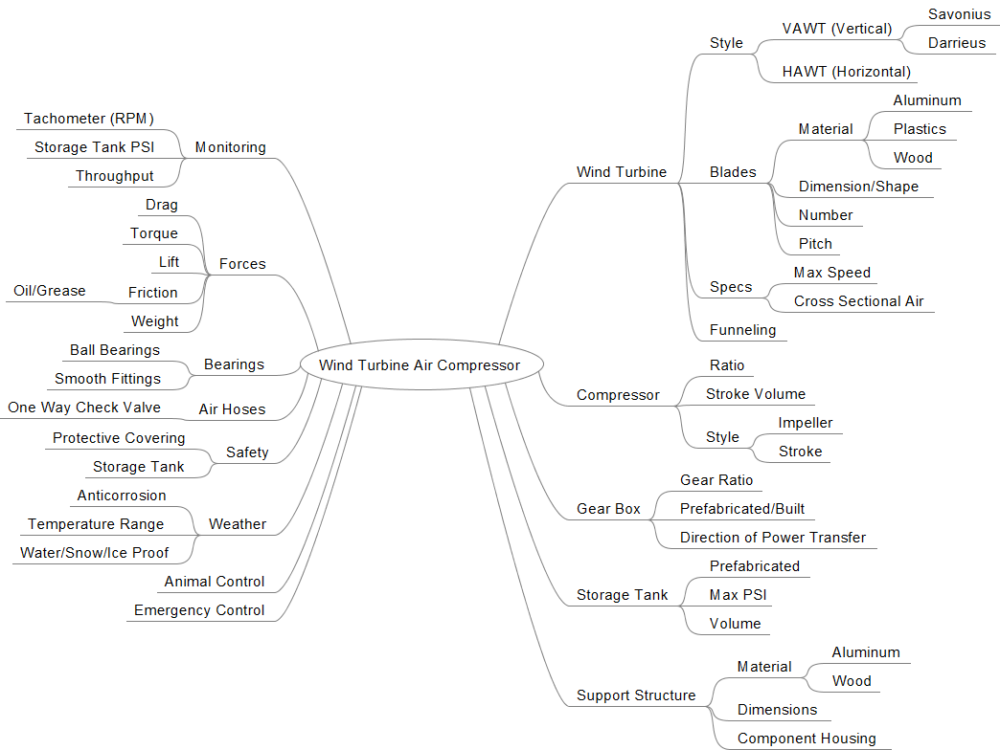 Wind Turbine Air Compressor
Wind Turbine
Style
VAWT (Vertical)
Savonius
Darrieus
HAWT (Horizontal)
Blades
Material
Aluminum
Plastics
Wood
Dimension/Shape
Number
Pitch
Specs
Max Speed
Cross Sectional Air
Funneling
Compressor
Ratio
Stroke Volume
Style
Impeller
Stroke
Gear Box
Gear Ratio
Prefabricated/Built
Direction of Power Transfer
Storage Tank
Prefabricated
Max PSI
Volume
Support Structure
Material
Aluminum
Wood
Dimensions
Component Housing
Monitoring
Tachometer (RPM)
Storage Tank PSI
Throughput
Forces
Drag
Torque
Lift
Friction
Oil/Grease
Weight
Bearings
Ball Bearings
Smooth Fittings
Air Hoses
One Way Check Valve
Safety
Protective Covering
Storage Tank
Weather
Anticorrosion
Temperature Range
Water/Snow/Ice Proof
Animal Control
Emergency Control